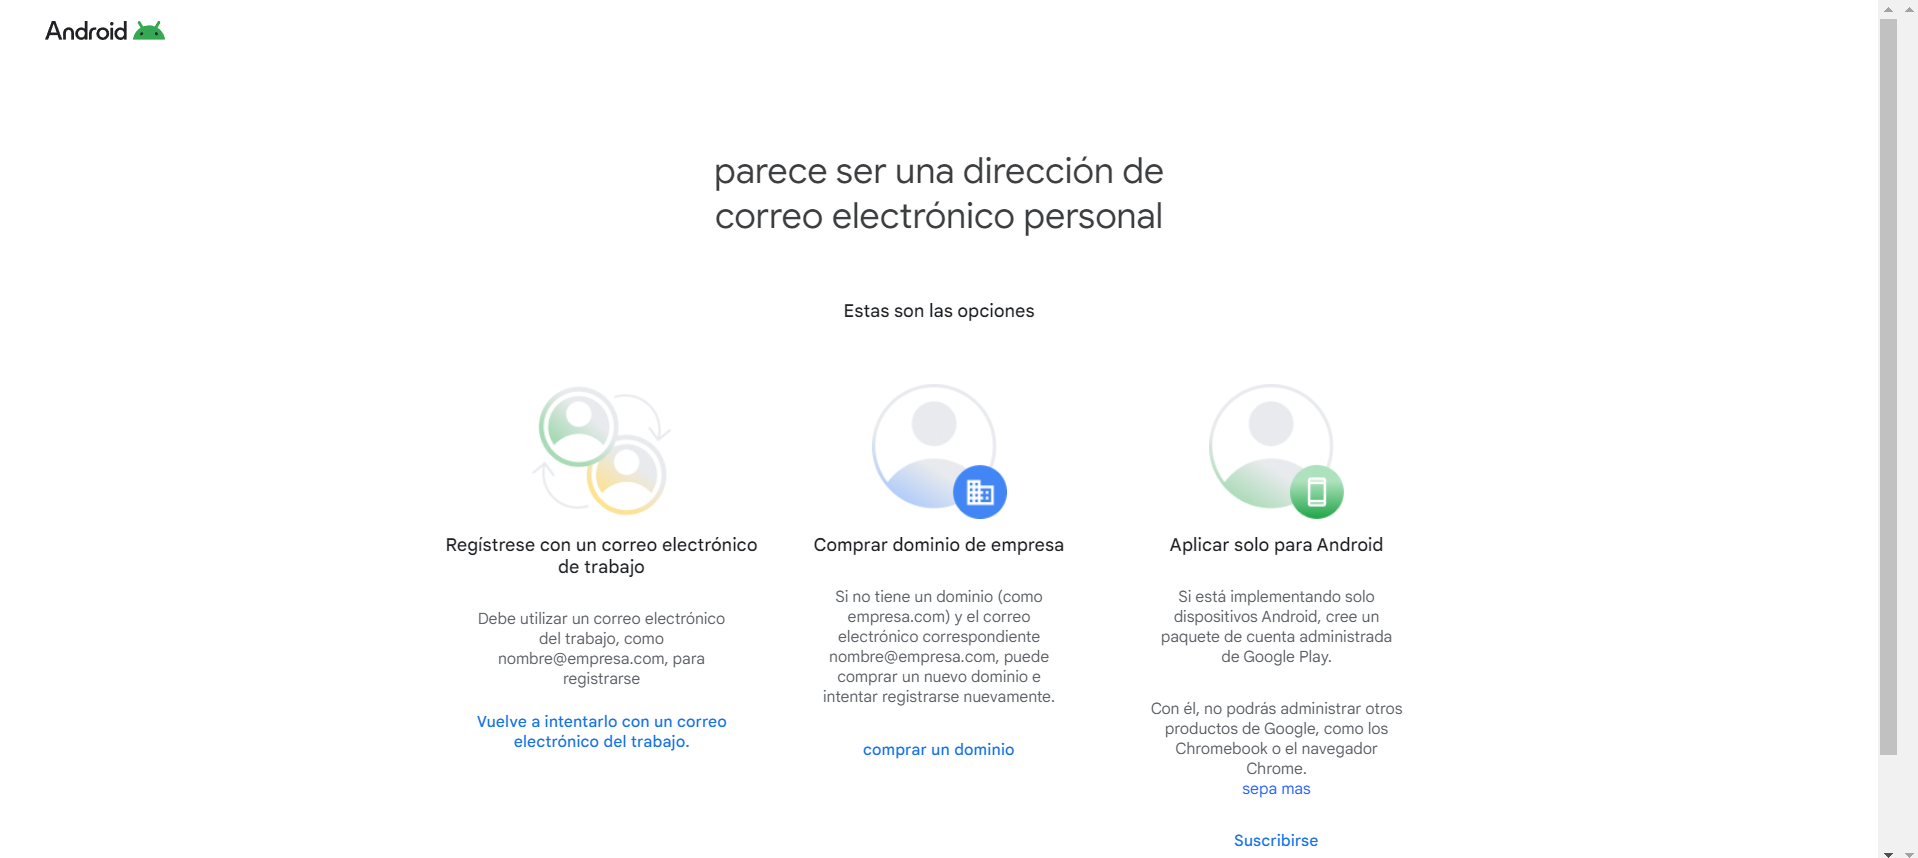 Android
parece ser una dirección de
correo electrónico personal
Estas son las opciones
Regístrese con un correo electrónico
de trabajo
Debe utilizar un correo electrónico
del trabajo, como
nombre@empresa.com, para
registrarse
Vuelve a intentarlo con un correo
electrónico del trabajo.
Comprar dominio de empresa
Si no tiene un dominio (como
empresa.com) y el correo
electrónico correspondiente
nombre@empresa.com, puede
comprar un nuevo dominio e
intentar registrarse nuevamente.
comprar un dominio
Aplicar solo para Android
Si está implementando solo
dispositivos Android, cree un
paquete de cuenta administrada
de Google Play.
Con él, no podrás administrar otros
productos de Google, como los
Chromebook o el navegador
Chrome.
sepa mas
Suscribirse